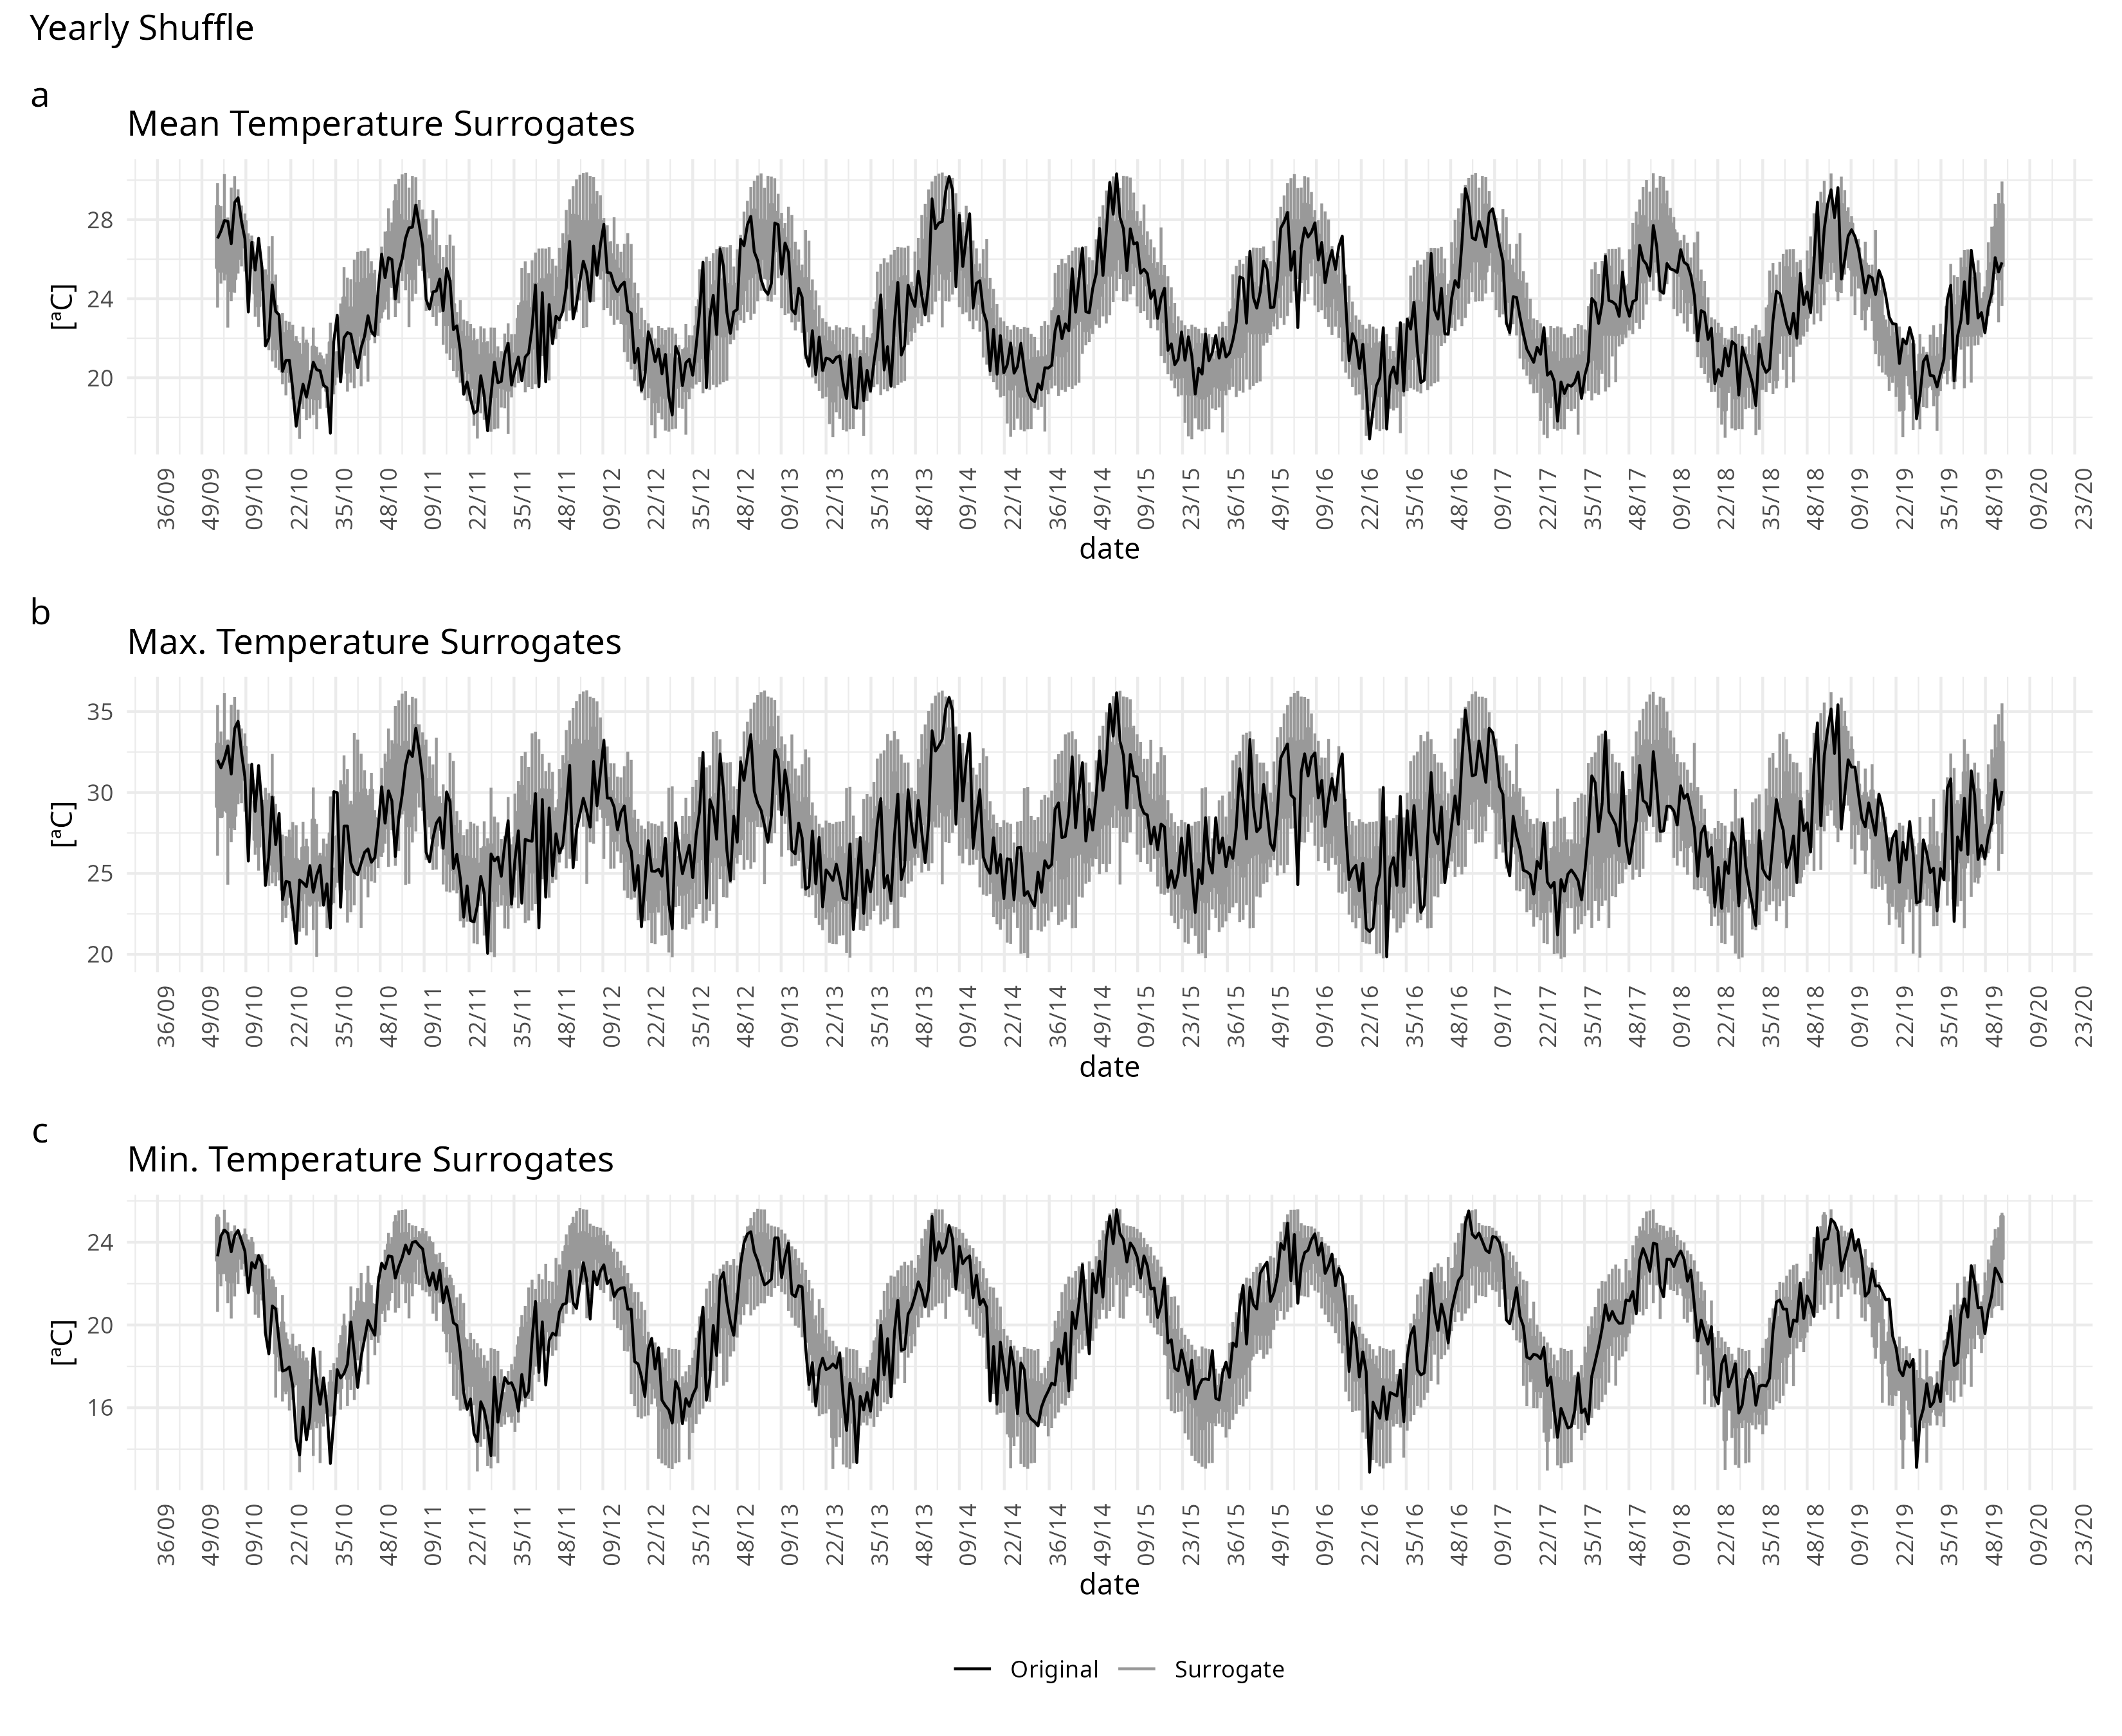 Yearly Shuffle
a
Mean Temperature Surrogates
[ªC]
28
24
20
36/09 49/09 09/10 22/10 35/10 48/10 09/11 22/11 35/11 48/11 09/12 22/12 35/12 48/12 09/13 22/13 35/13 48/13 09/14 22/14 36/14 49/14 09/15 23/15 36/15 49/15 09/16 22/16 35/16 48/16 09/17 22/17 35/17 48/17 09/18 22/18 35/18 48/18 09/19 22/19 35/19 48/19 09/20 23/20
date
b
Max. Temperature Surrogates
[ªC]
35
30
25
20
36/09 49/09 09/10 22/10 35/10 48/10 09/11 22/11 35/11 48/11 09/12 22/12 35/12 48/12 09/13 22/13 35/13 48/13 09/14 22/14 36/14 49/14 09/15 23/15 36/15 49/15 09/16 22/16 35/16 48/16 09/17 22/17 35/17 48/17 09/18 22/18 35/18 48/18 09/19 22/19 35/19 48/19 09/20 23/20
date
c
Min. Temperature Surrogates
[ªC]
24
20
16
36/09 49/09 09/10 22/10 35/10 48/10 09/11 22/11 35/11 48/11 09/12 22/12 35/12 48/12 09/13 22/13 35/13 48/13 09/14 22/14 36/14 49/14 09/15 23/15 36/15 49/15 09/16 22/16 35/16 48/16 09/17 22/17 35/17 48/17 09/18 22/18 35/18 48/18 09/19 22/19 35/19 48/19 09/20 23/20
date
Original Surrogate